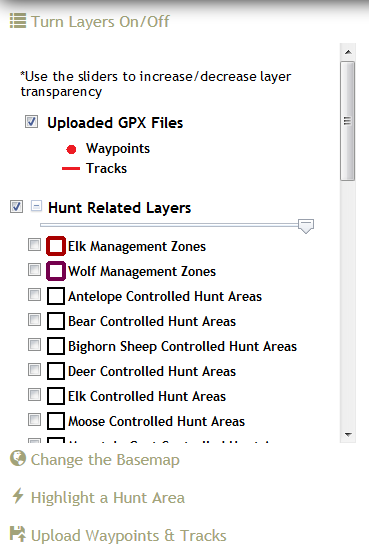 Turn Layers On/Off
*Use the sliders to increase/decrease layer
transparency
Uploaded GPX Files
Waypoints
Tracks
Hunt Related Layers
Elk Management Zones
Wolf Management Zones
Antelope Controlled Hunt Areas
Bear Controlled Hunt Areas
Bighorn Sheep Controlled Hunt Areas
Deer Controlled Hunt Areas
Elk Controlled Hunt Areas
Moose Controlled Hunt Areas
Controlled Hunt
Change the Basemap
Highlight a Hunt Area
Upload Waypoints & Tracks